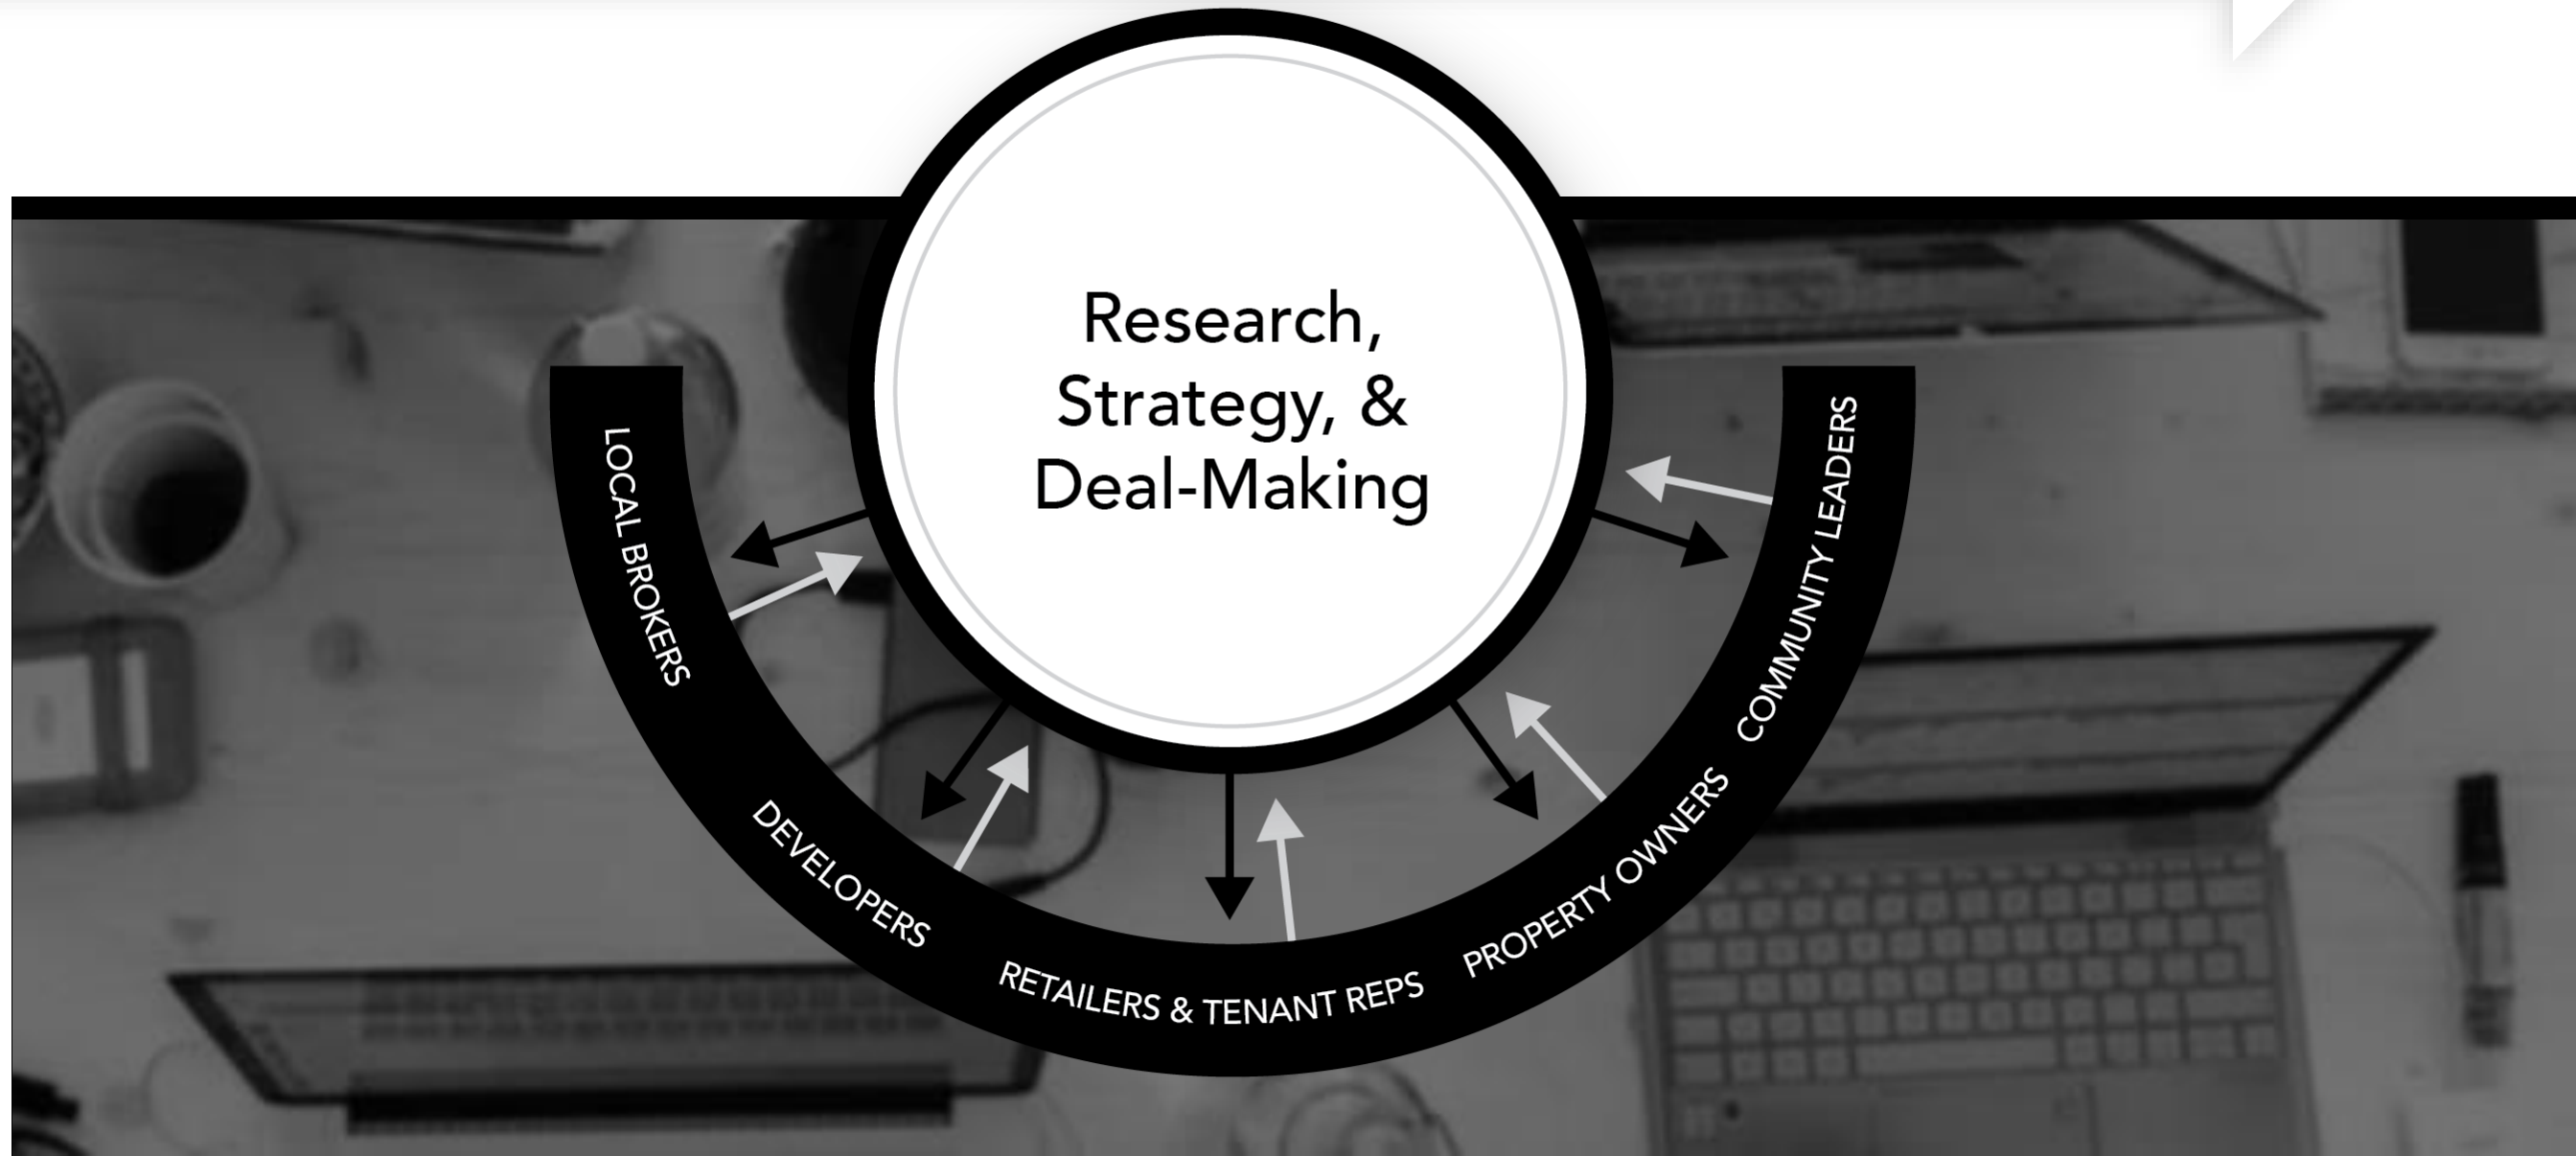 Research,
Strategy, &
Deal-Making
LOCAL BROKERS
DEVELOPERS
RETAILERS & TENANT REPS
PROPERTY OWNERS
COMMUNITY LEADERS